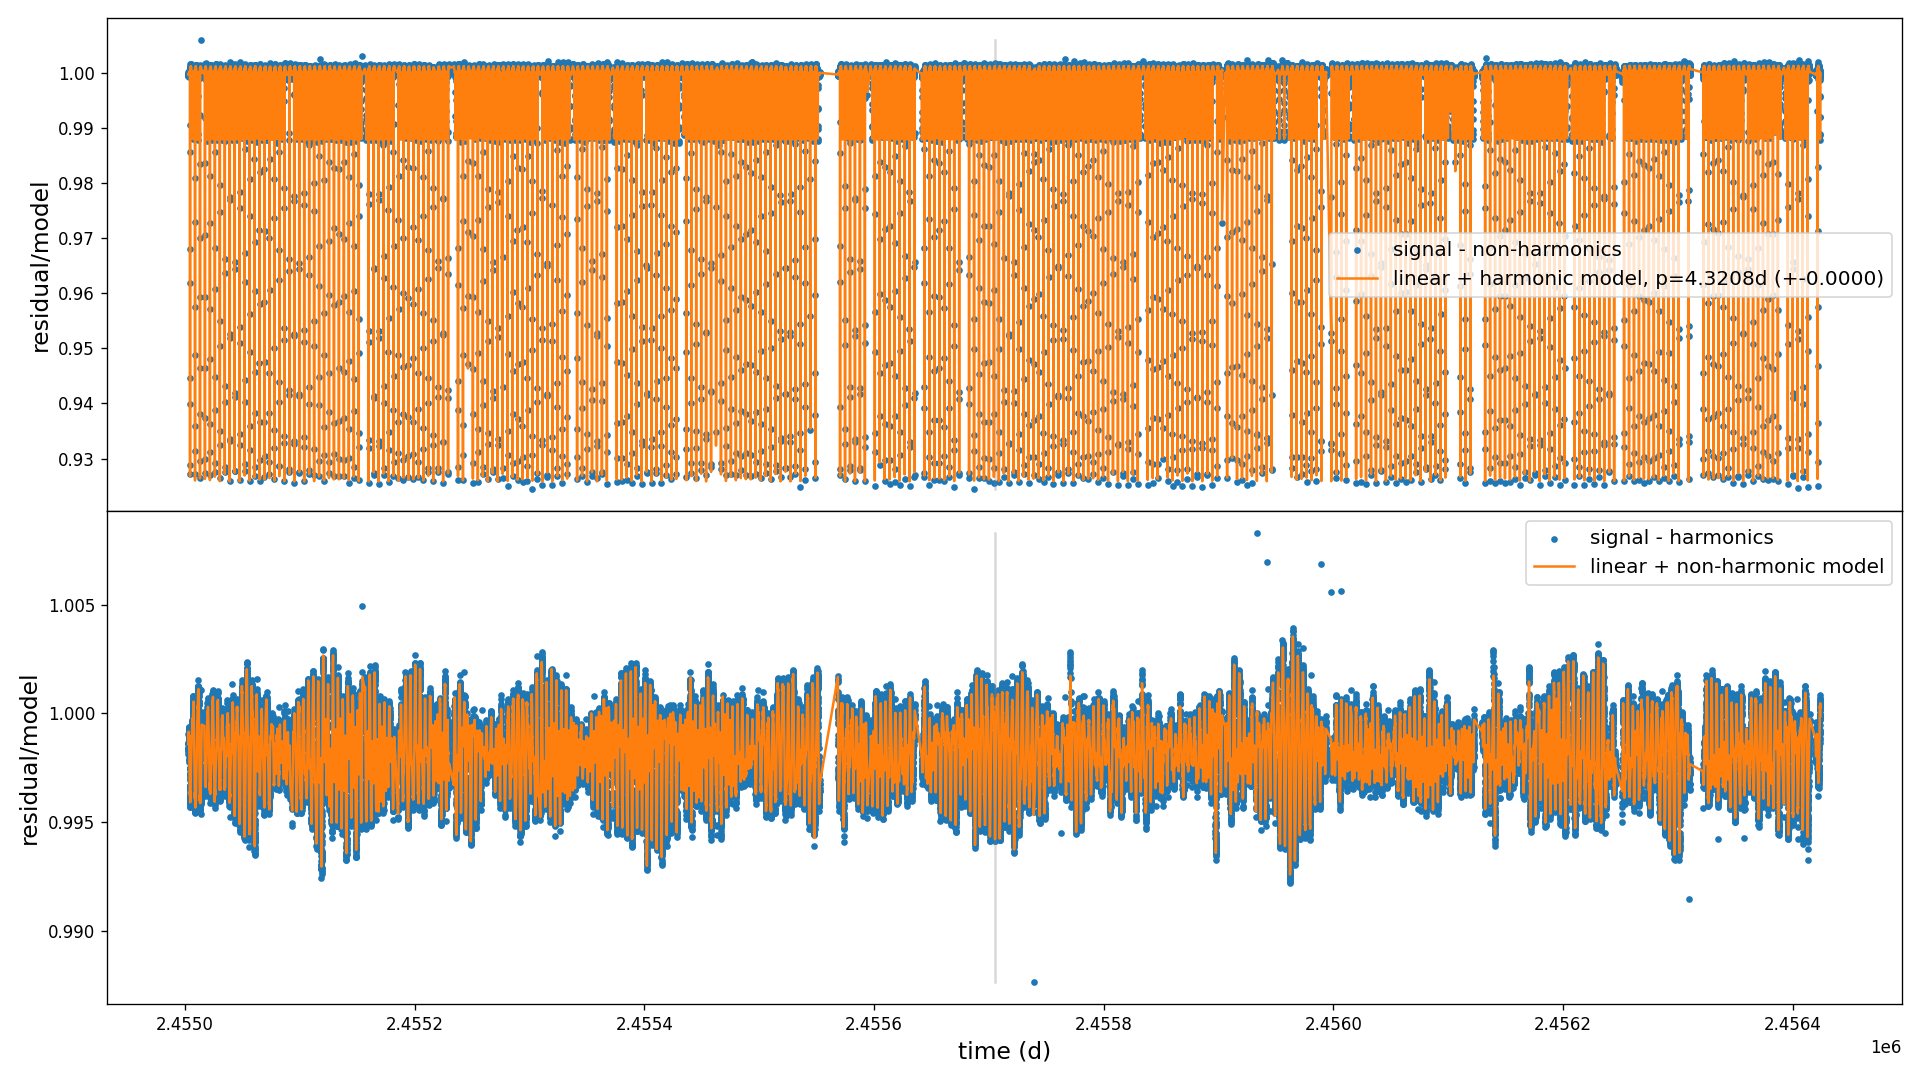 1.00
0.99
0.98
0.97
0.96
0.95
0.94
0.93
residual/model
signal - non-harmonics
linear + harmonic model, p=4.3208d (+-0.0000)
1.005
1.000
0.995
0.990
residual/model
signal - harmonics
linear + non-harmonic model
2.4550
2.4552
2.4554
2.4556
2.4558
2.4560
2.4562
2.4564
1e6
time (d)